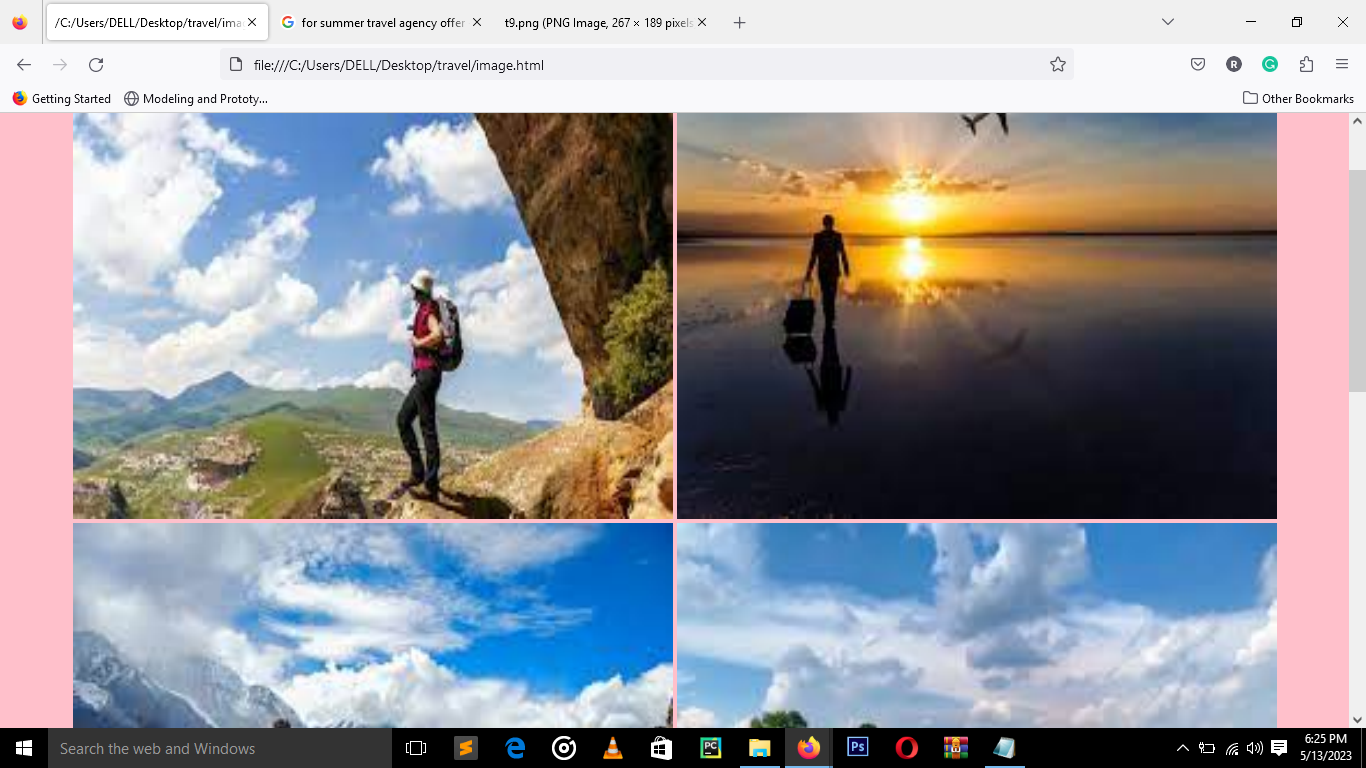 /C:/Users/DELL/Desktop/travel/ima
for summer travel agency offer
t9.png (PNG Image, 267 × 189 pixels
file:///C:/Users/DELL/Desktop/travel/image.html
R
Getting Started
Modeling and Prototy...
Other Bookmarks
Search the web and Windows
PC
Ps
6:25 PM
5/13/2023